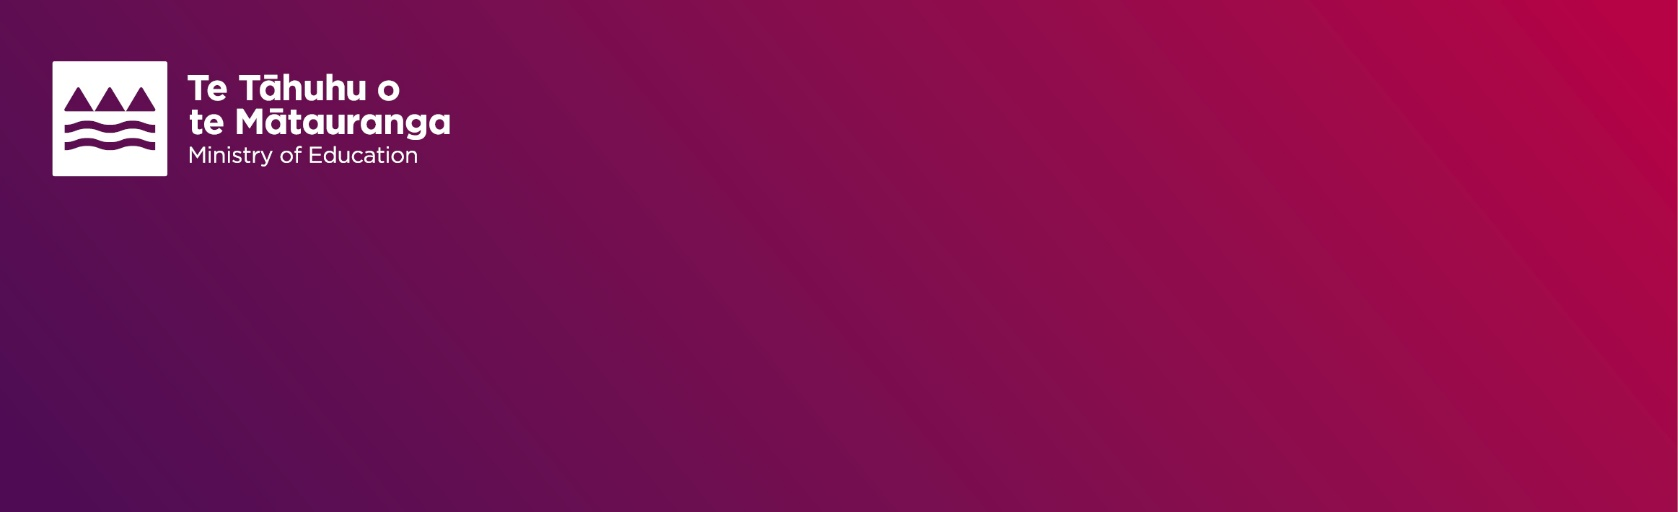 Te Tāhuhu o
te Mātauranga
Ministry of Education